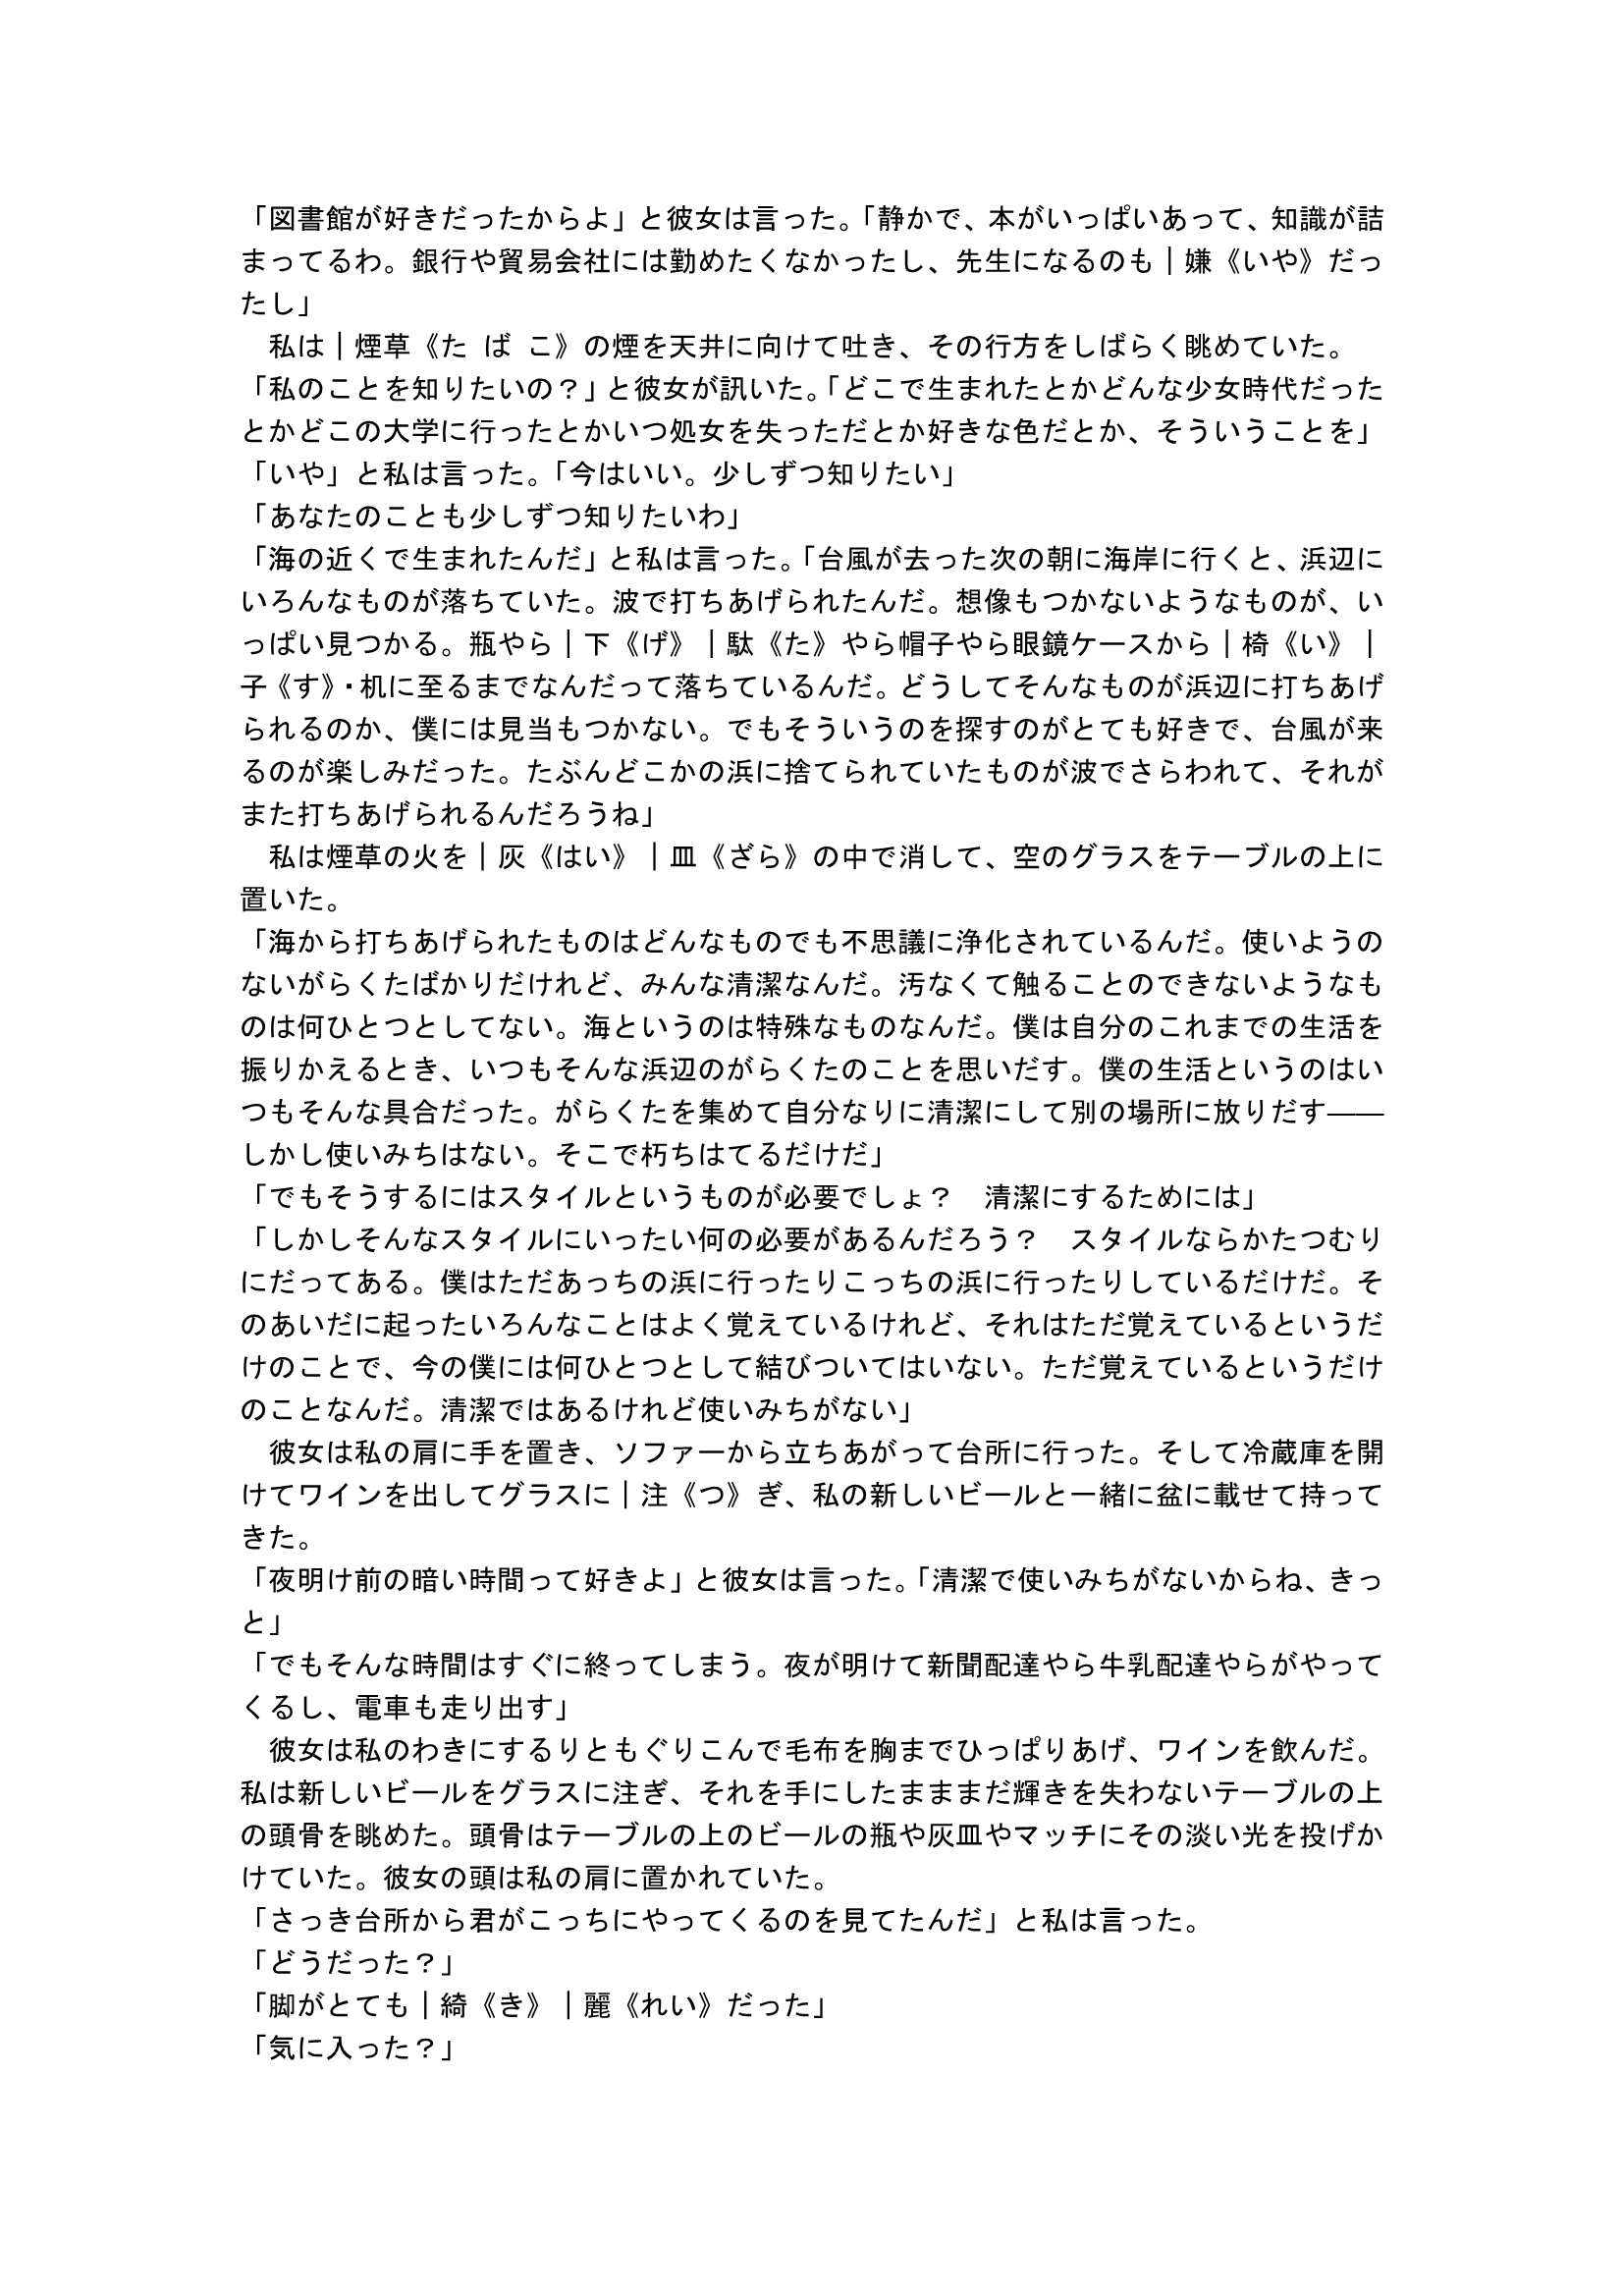 「図書館が好きだったからよ」と彼女は言った。「静かで、本がいっぱいあって、知識が詰
まってるわ。銀行や貿易会社には勤めたくなかったし、先生になるのも｜嫌《いや》だっ
たし」
　私は｜煙草《た ば こ》の煙を天井に向けて吐き、その行方をしばらく眺めていた。
「私のことを知りたいの？」と彼女が訊いた。「どこで生まれたとかどんな少女時代だった
とかどこの大学に行ったとかいつ処女を失っただとか好きな色だとか、そういうことを」
「いや」と私は言った。「今はいい。少しずつ知りたい」
「あなたのことも少しずつ知りたいわ」
「海の近くで生まれたんだ」と私は言った。「台風が去った次の朝に海岸に行くと、浜辺に
いろんなものが落ちていた。波で打ちあげられたんだ。想像もつかないようなものが、い
っぱい見つかる。瓶やら｜下《げ》｜駄《た》やら帽子やら眼鏡ケースから｜椅《い》｜
子《す》・机に至るまでなんだって落ちているんだ。どうしてそんなものが浜辺に打ちあげ
られるのか、僕には見当もつかない。でもそういうのを探すのがとても好きで、台風が来
るのが楽しみだった。たぶんどこかの浜に捨てられていたものが波でさらわれて、それが
また打ちあげられるんだろうね」
　私は煙草の火を｜灰《はい》｜皿《ざら》の中で消して、空のグラスをテーブルの上に
置いた。
「海から打ちあげられたものはどんなものでも不思議に浄化されているんだ。使いようの
ないがらくたばかりだけれど、みんな清潔なんだ。汚なくて触ることのできないようなも
のは何ひとつとしてない。海というのは特殊なものなんだ。僕は自分のこれまでの生活を
振りかえるとき、いつもそんな浜辺のがらくたのことを思いだす。僕の生活というのはい
つもそんな具合だった。がらくたを集めて自分なりに清潔にして別の場所に放りだす――
しかし使いみちはない。そこで朽ちはてるだけだ」
「でもそうするにはスタイルというものが必要でしょ？　清潔にするためには」
「しかしそんなスタイルにいったい何の必要があるんだろう？　スタイルならかたつむり
にだってある。僕はただあっちの浜に行ったりこっちの浜に行ったりしているだけだ。そ
のあいだに起ったいろんなことはよく覚えているけれど、それはただ覚えているというだ
けのことで、今の僕には何ひとつとして結びついてはいない。ただ覚えているというだけ
のことなんだ。清潔ではあるけれど使いみちがない」
　彼女は私の肩に手を置き、ソファーから立ちあがって台所に行った。そして冷蔵庫を開
けてワインを出してグラスに｜注《つ》ぎ、私の新しいビールと一緒に盆に載せて持って
きた。
「夜明け前の暗い時間って好きよ」と彼女は言った。「清潔で使いみちがないからね、きっ
と」
「でもそんな時間はすぐに終ってしまう。夜が明けて新聞配達やら牛乳配達やらがやって
くるし、電車も走り出す」
　彼女は私のわきにするりともぐりこんで毛布を胸までひっぱりあげ、ワインを飲んだ。
私は新しいビールをグラスに注ぎ、それを手にしたまままだ輝きを失わないテーブルの上
の頭骨を眺めた。頭骨はテーブルの上のビールの瓶や灰皿やマッチにその淡い光を投げか
けていた。彼女の頭は私の肩に置かれていた。
「さっき台所から君がこっちにやってくるのを見てたんだ」と私は言った。
「どうだった？」
「脚がとても｜綺《き》｜麗《れい》だった」
「気に入った？」